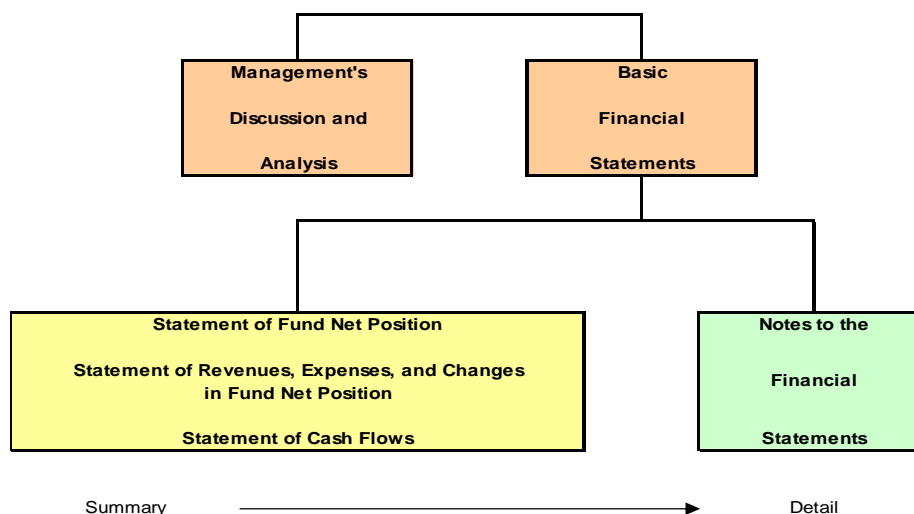 Management's
Discussion and
Analysis
Basic
Financial
Statements
Statement of Fund Net Position
Statement of Revenues, Expenses, and Changes
in Fund Net Position
Statement of Cash Flows
Notes to the
Financial
Statements
Summary
Detail